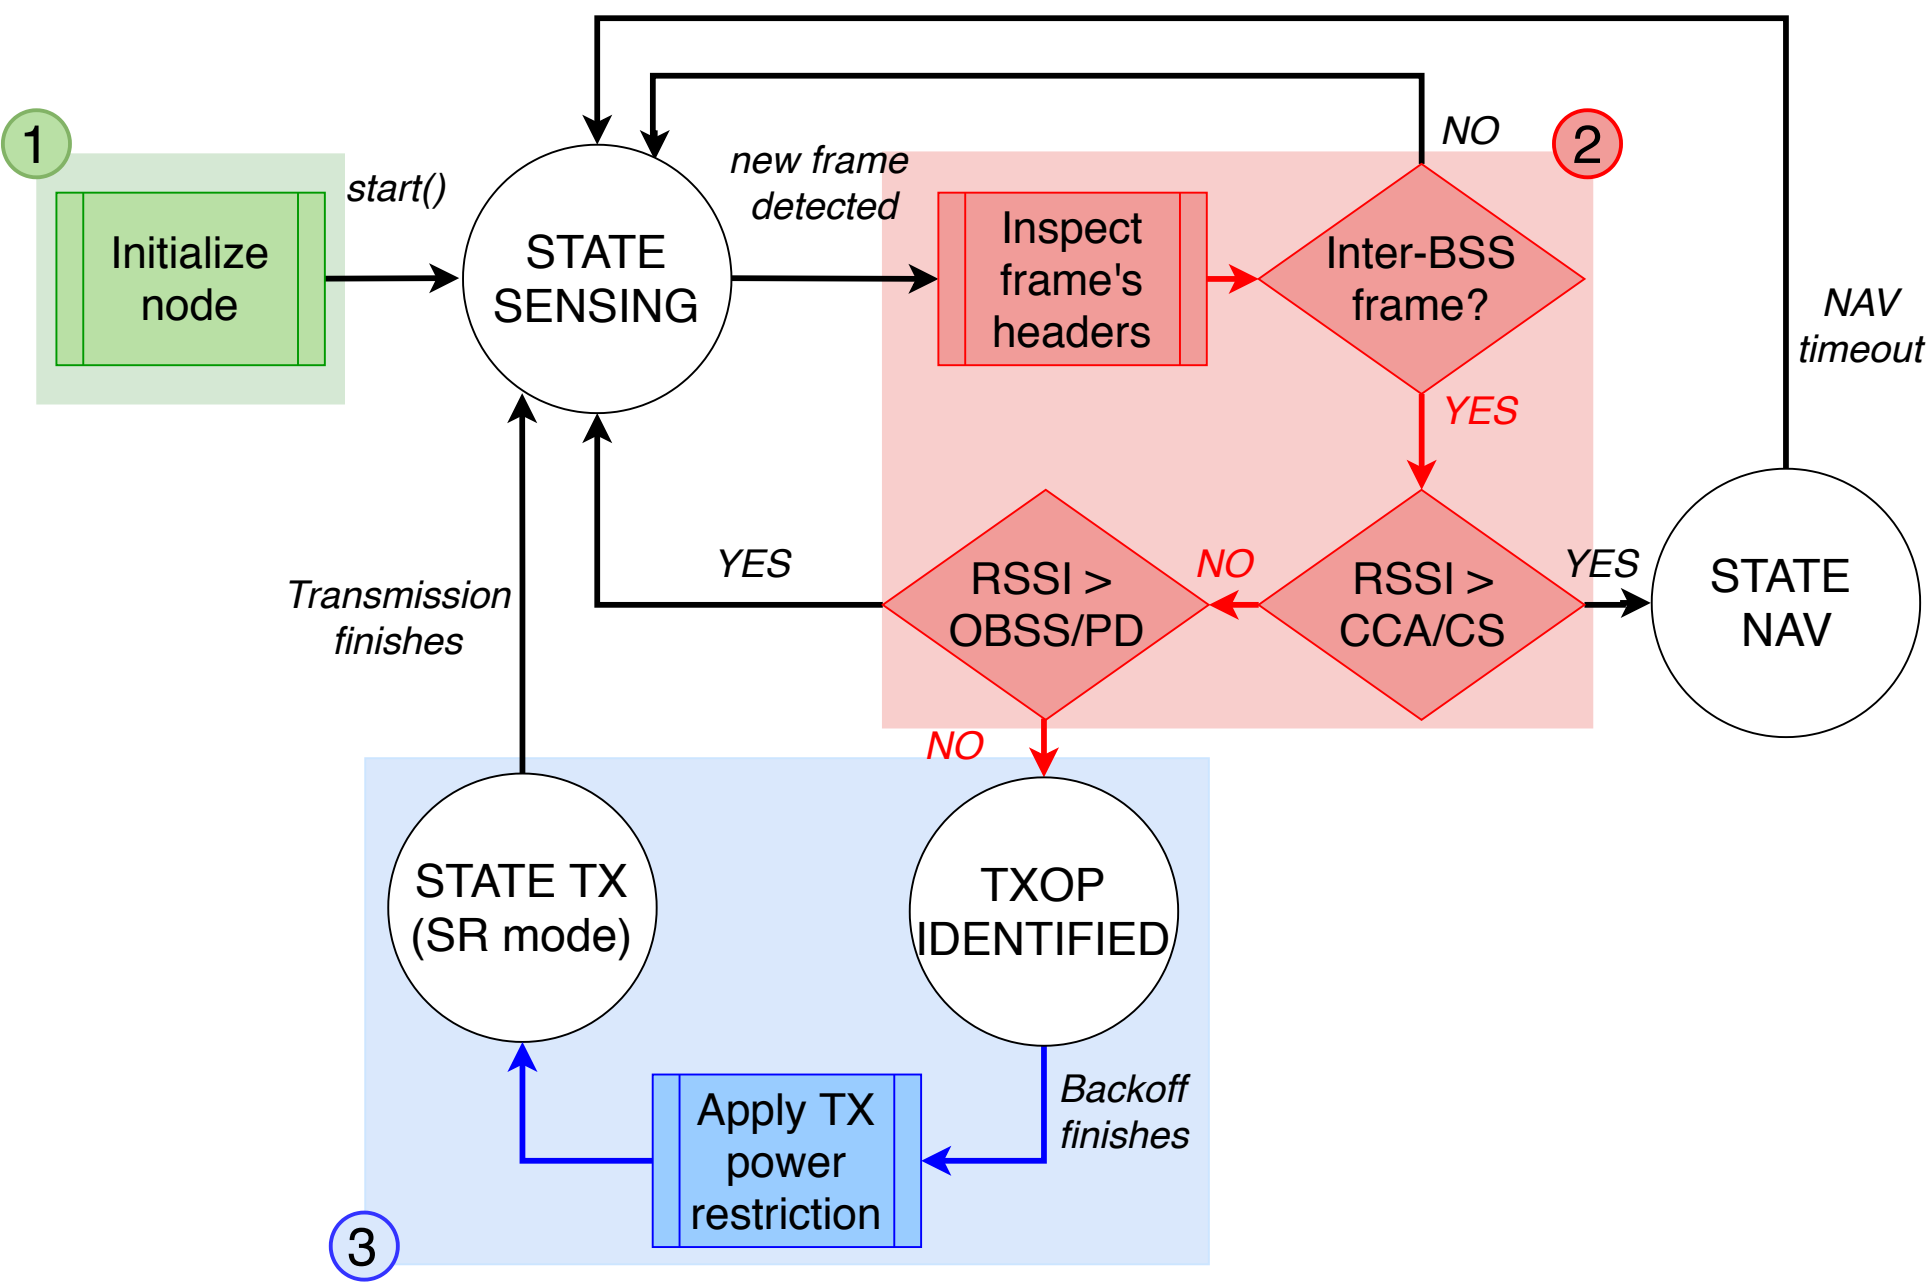 1
Initialize
node
start()
STATE
SENSING
new frame
detected
2
Inspect
frame's
headers
Inter-BSS
frame?
NO
YES
NAV
timeout
RSSI >
CCA/CS
YES
STATE
NAV
NO
RSSI >
OBSS/PD
YES
NO
Transmission
finishes
TXOP
IDENTIFIED
Backoff
finishes
Apply TX
power
restriction
STATE TX
(SR mode)
3